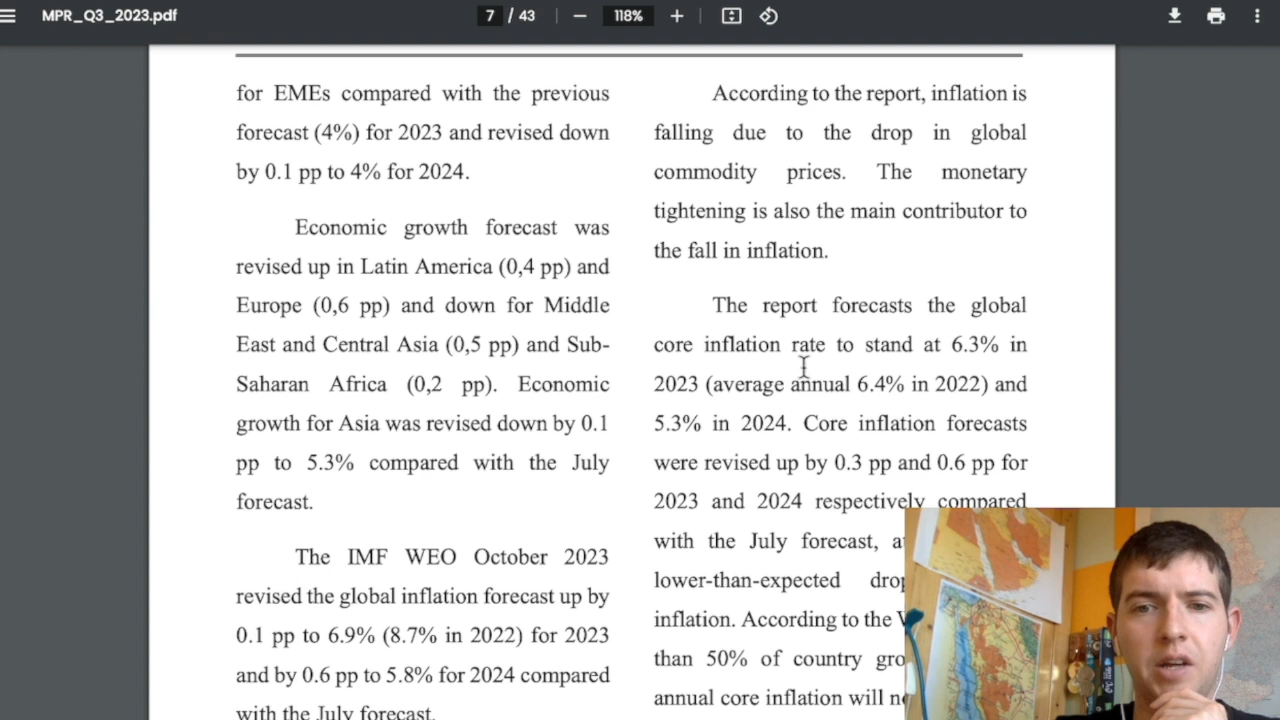 MPR_Q3_2023.pdf
7 / 43
118%
for EMEs compared with the previous
forecast (4%) for 2023 and revised down
by 0.1 pp to 4% for 2024.
Economic growth forecast was
revised up in Latin America (0,4 pp) and
Europe (0,6 pp) and down for Middle
East and Central Asia (0,5 pp) and Sub-
Saharan Africa (0,2 pp). Economic
growth for Asia was revised down by 0.1
pp to 5.3% compared with the July
forecast.
The IMF WEO October 2023
revised the global inflation forecast up by
0.1 pp to 6.9% (8.7% in 2022) for 2023
and by 0.6 pp to 5.8% for 2024 compared
with the July forecast.
According to the report, inflation is
falling due to the drop in global
commodity prices. The monetary
tightening is also the main contributor to
the fall in inflation.
The report forecasts the global
core inflation rate to stand at 6.3% in
2023 (average annual 6.4% in 2022) and
5.3% in 2024. Core inflation forecasts
were revised up by 0.3 pp and 0.6 pp for
2023 and 2024 respectively compared
with the July forecast,
lower-than-expected
inflation. According to the
than 50% of country
annual core inflation will